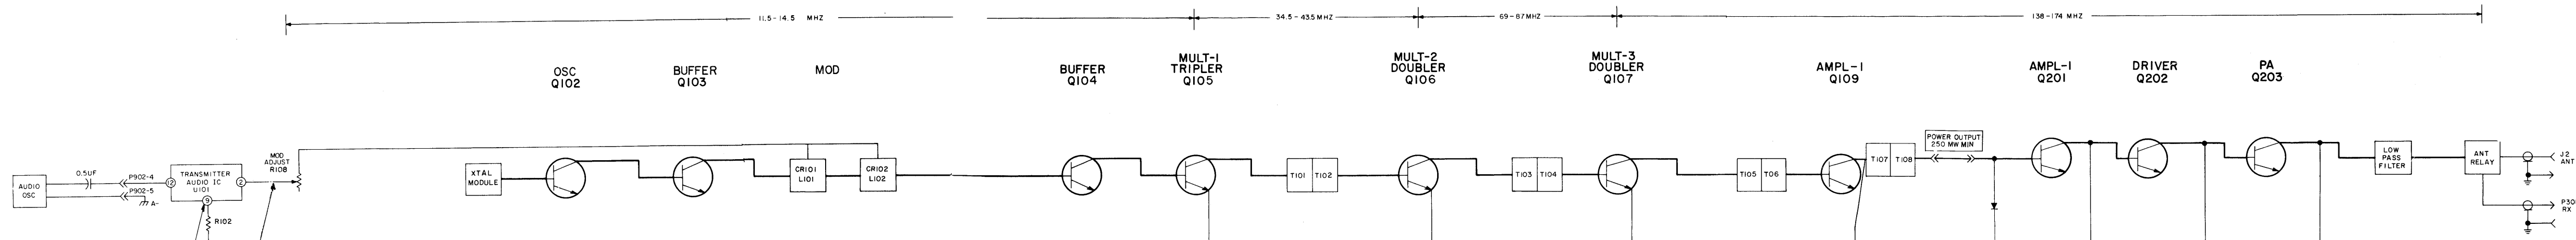 11.5-14.5 MHZ
34.5-43.5 MHZ
69-87 MHZ
138-174 MHZ
OSC
Q102
BUFFER
Q103
MOD
BUFFER
Q104
MULT-1
TRIPLER
Q105
MULT-2
DOUBLER
Q106
MULT-3
DOUBLER
Q107
AMPL-1
Q109
AMPL-1
Q201
DRIVER
Q202
PA
Q203
AUDIO
OSC
0.5UF
P902-4
P902-5
A-
12
TRANSMITTER
AUDIO IC
U101
2
9
R102
MOD
ADJUST
R108
XTAL
MODULE
CR101
L101
CR102
L102
T101 T102
T103 T104
T105 T106
T107 T108
POWER OUTPUT
250 MW MIN
LOW
PASS
FILTER
ANT
RELAY
J2
ANT
RX